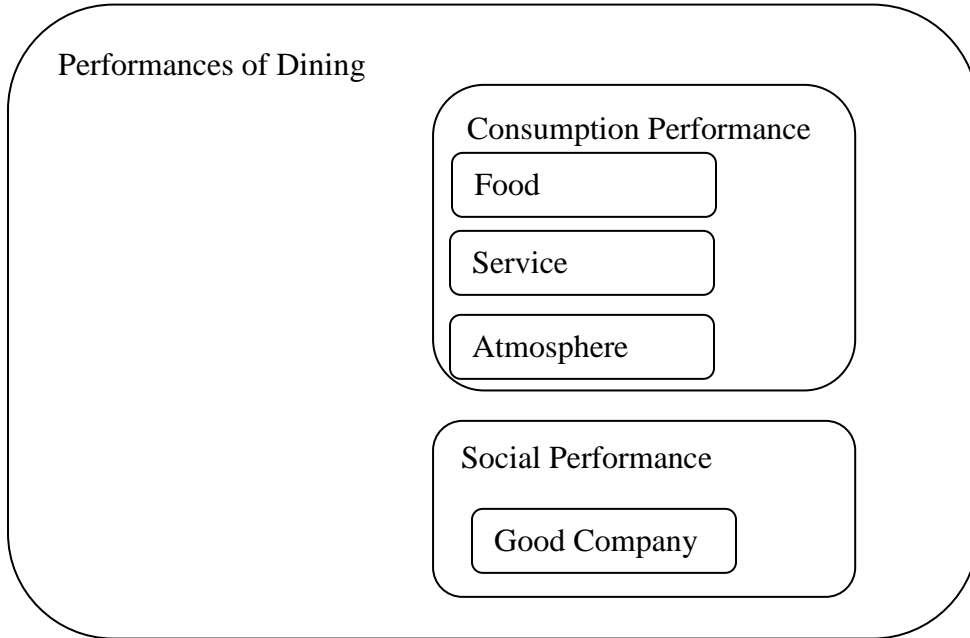 Performances of Dining
Consumption Performance
Food
Service
Atmosphere
Social Performance
Good Company